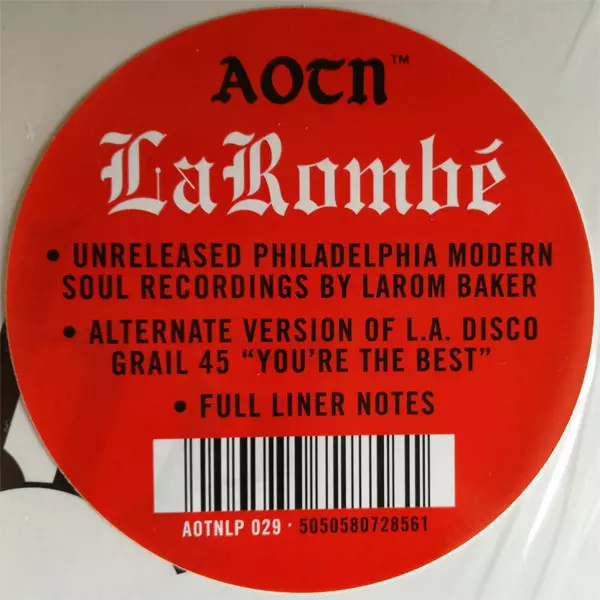 AOTN™
LaRombé
• UNRELEASED PHILADELPHIA MODERN
SOUL RECORDINGS BY LAROM BAKER
• ALTERNATE VERSION OF L.A. DISCO
GRAIL 45 "YOU'RE THE BEST"
• FULL LINER NOTES
AOTNLP 029 · 5050580728561